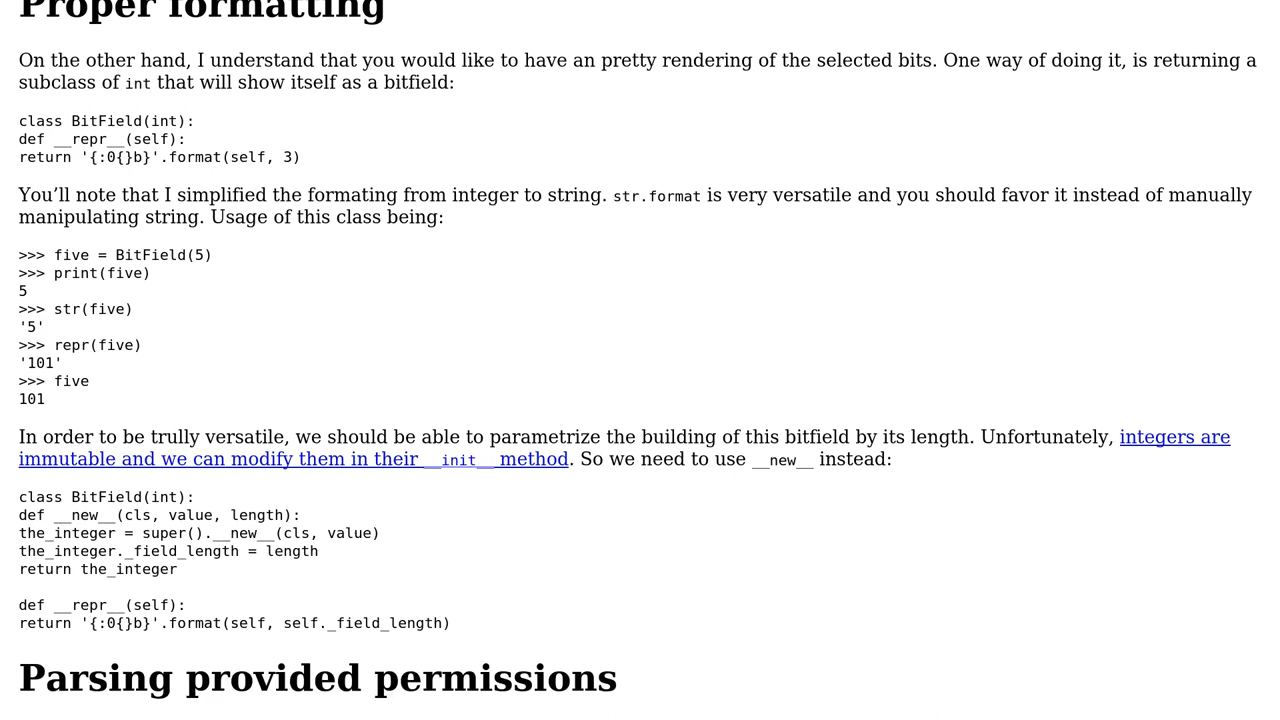 Proper formatting
On the other hand, I understand that you would like to have an pretty rendering of the selected bits. One way of doing it, is returning a
subclass of int that will show itself as a bitfield:
class BitField(int):
def __repr__(self):
return '{:0{}b}'.format(self, 3)
You’ll note that I simplified the formating from integer to string. str.format is very versatile and you should favor it instead of manually
manipulating string. Usage of this class being:
>>> five = BitField(5)
>>> print(five)
5
>>> str(five)
'5'
>>> repr(five)
'101'
>>> five
101
In order to be trully versatile, we should be able to parametrize the building of this bitfield by its length. Unfortunately, integers are
immutable and we can modify them in their __init__ method. So we need to use __new__ instead:
class BitField(int):
def __new__(cls, value, length):
the_integer = super().__new__(cls, value)
the_integer._field_length = length
return the_integer
def __repr__(self):
return '{:0{}b}'.format(self, self._field_length)
Parsing provided permissions